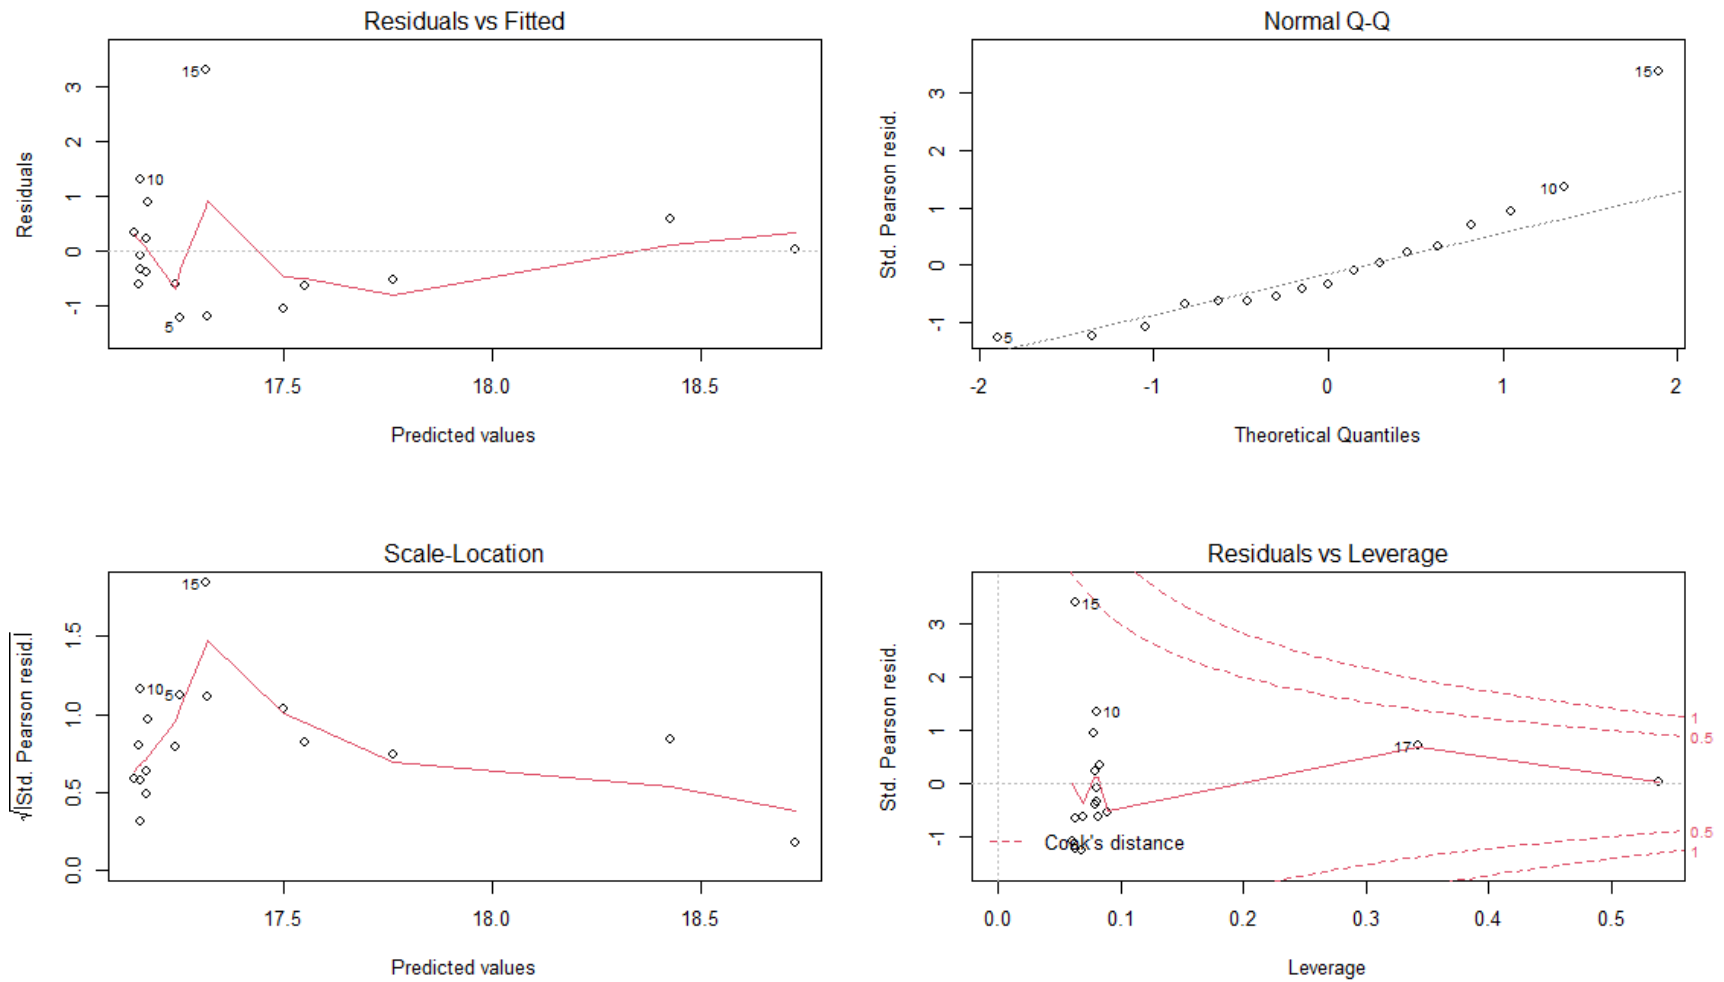 Residuals vs Fitted
Residuals
3
2
1
0
-1
15
10
5
17.5 18.0 18.5
Predicted values
Normal Q-Q
Std. Pearson resid.
3
2
1
0
-1
15
10
5
-2 -1 0 1 2
Theoretical Quantiles
Scale-Location
√|Std. Pearson resid.|
1.5
1.0
0.5
0.0
15
10 5
17.5 18.0 18.5
Predicted values
Residuals vs Leverage
Std. Pearson resid.
3
2
1
0
-1
15
10
17
1
0.5
0.5
1
Cook's distance
0.0 0.1 0.2 0.3 0.4 0.5
Leverage